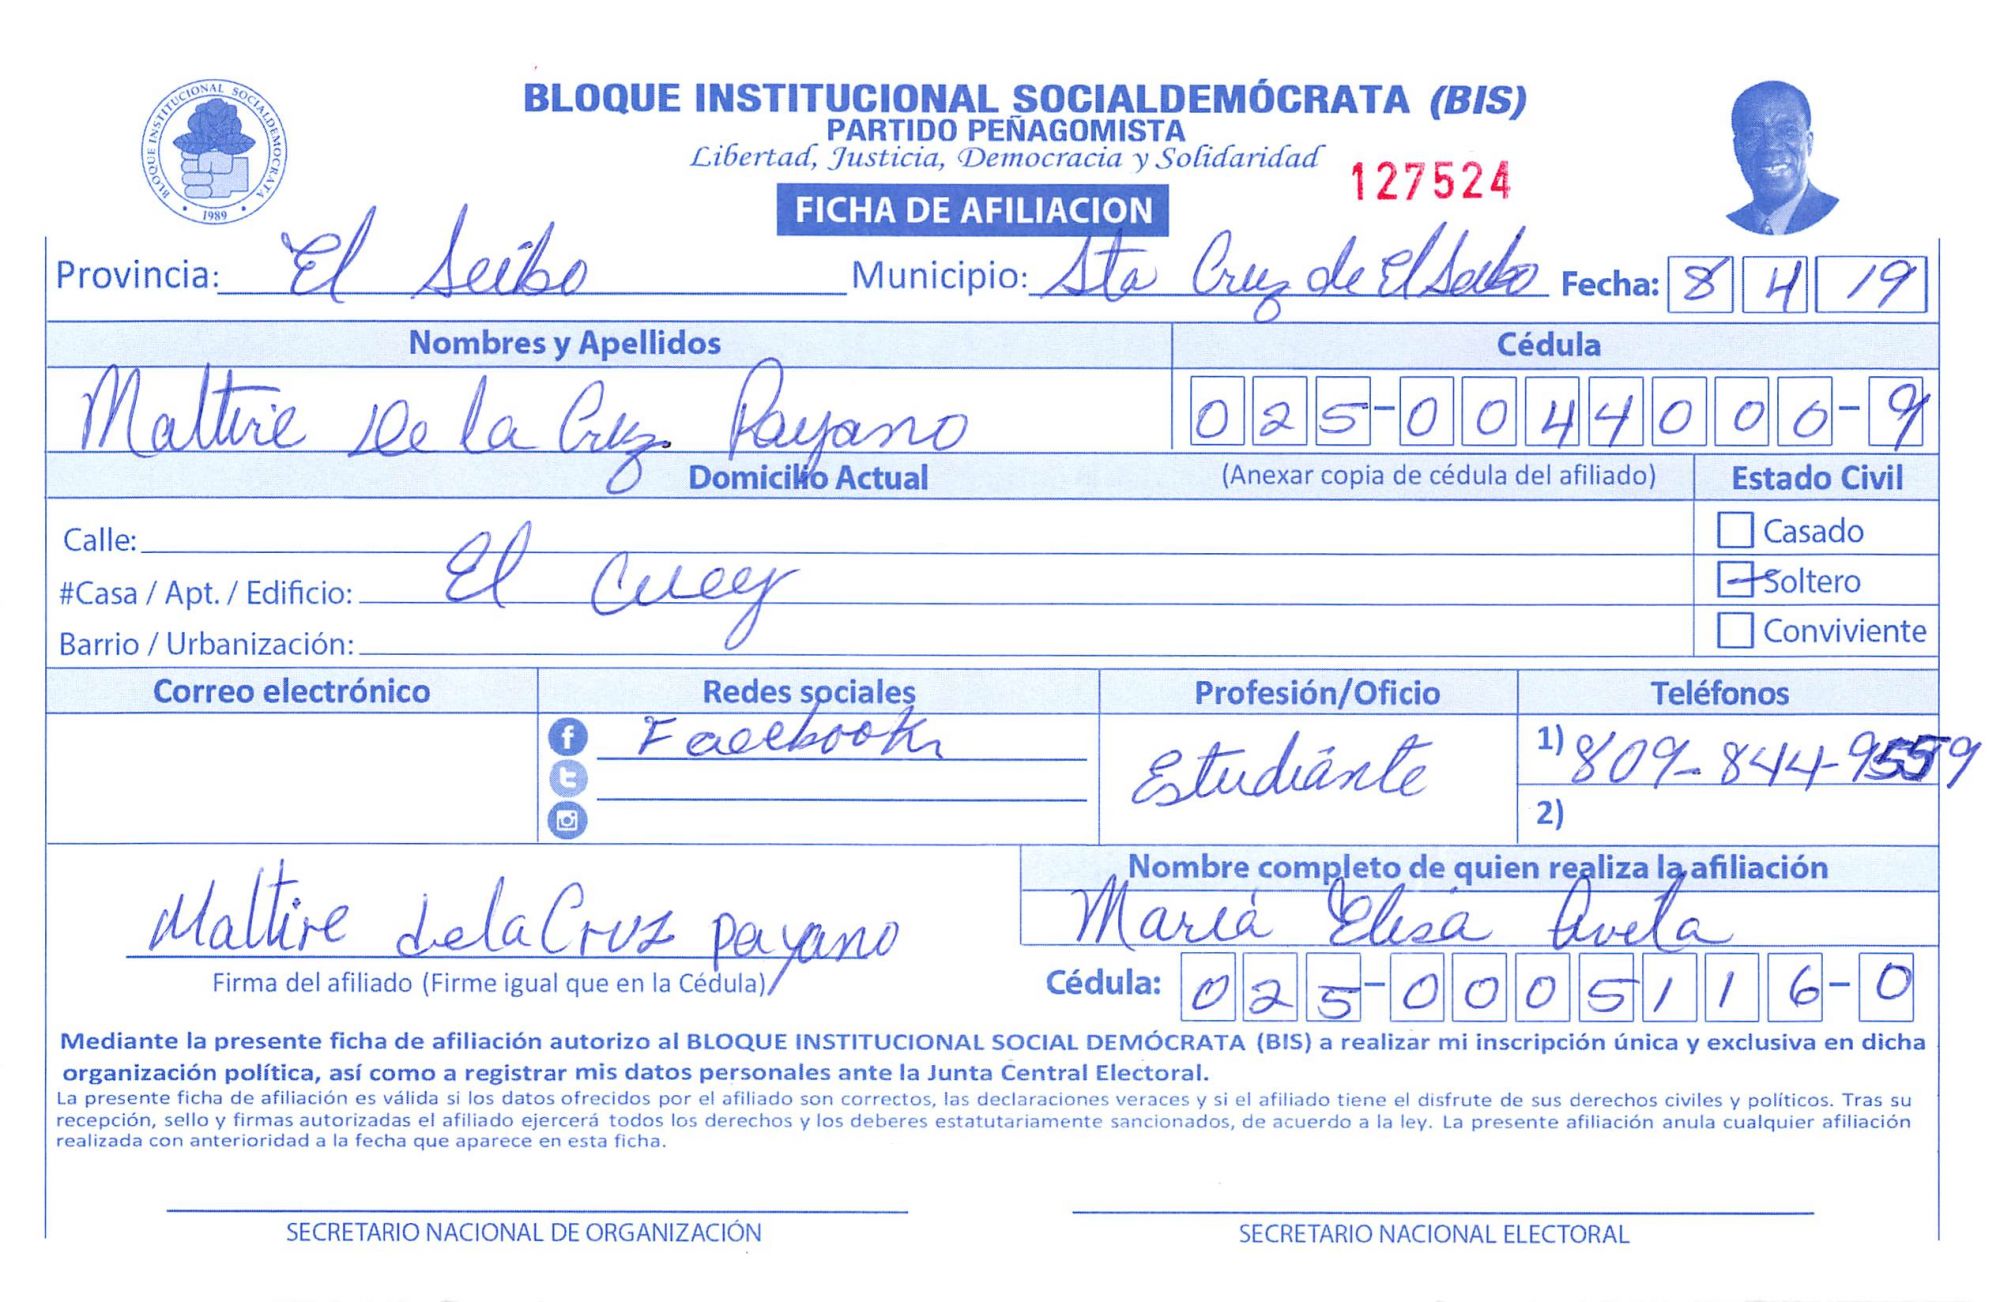 BLOQUE INSTITUCIONAL SOCIALDEMOCRATA
1989
BLOQUE INSTITUCIONAL SOCIALDEMÓCRATA (BIS)
PARTIDO PEÑAGOMISTA
Libertad, Justicia, Democracia y Solidaridad
127524
FICHA DE AFILIACION
Provincia: El Seibo Municipio: Sta Cruz de El Seibo Fecha: 8 4 19
Nombres y Apellidos Cédula
Maltire De la Cruz Payano 025-0044006-9
Domicilio Actual (Anexar copia de cédula del afiliado) Estado Civil
Calle: Casado
#Casa / Apt. / Edificio: El Cuey Soltero
Barrio / Urbanización: Conviviente
Correo electrónico Redes sociales Profesión/Oficio Teléfonos
Facebook Estudiante 1) 809-844-9559
2)
Nombre completo de quien realiza la afiliación
Maltire de la Cruz payano María Elisa Avela
Firma del afiliado (Firme igual que en la Cédula) Cédula: 025-0005116-0
Mediante la presente ficha de afiliación autorizo al BLOQUE INSTITUCIONAL SOCIAL DEMÓCRATA (BIS) a realizar mi inscripción única y exclusiva en dicha
organización política, así como a registrar mis datos personales ante la Junta Central Electoral.
La presente ficha de afiliación es válida si los datos ofrecidos por el afiliado son correctos, las declaraciones veraces y si el afiliado tiene el disfrute de sus derechos civiles y políticos. Tras su
recepción, sello y firmas autorizadas el afiliado ejercerá todos los derechos y los deberes estatutariamente sancionados, de acuerdo a la ley. La presente afiliación anula cualquier afiliación
realizada con anterioridad a la fecha que aparece en esta ficha.
SECRETARIO NACIONAL DE ORGANIZACIÓN SECRETARIO NACIONAL ELECTORAL